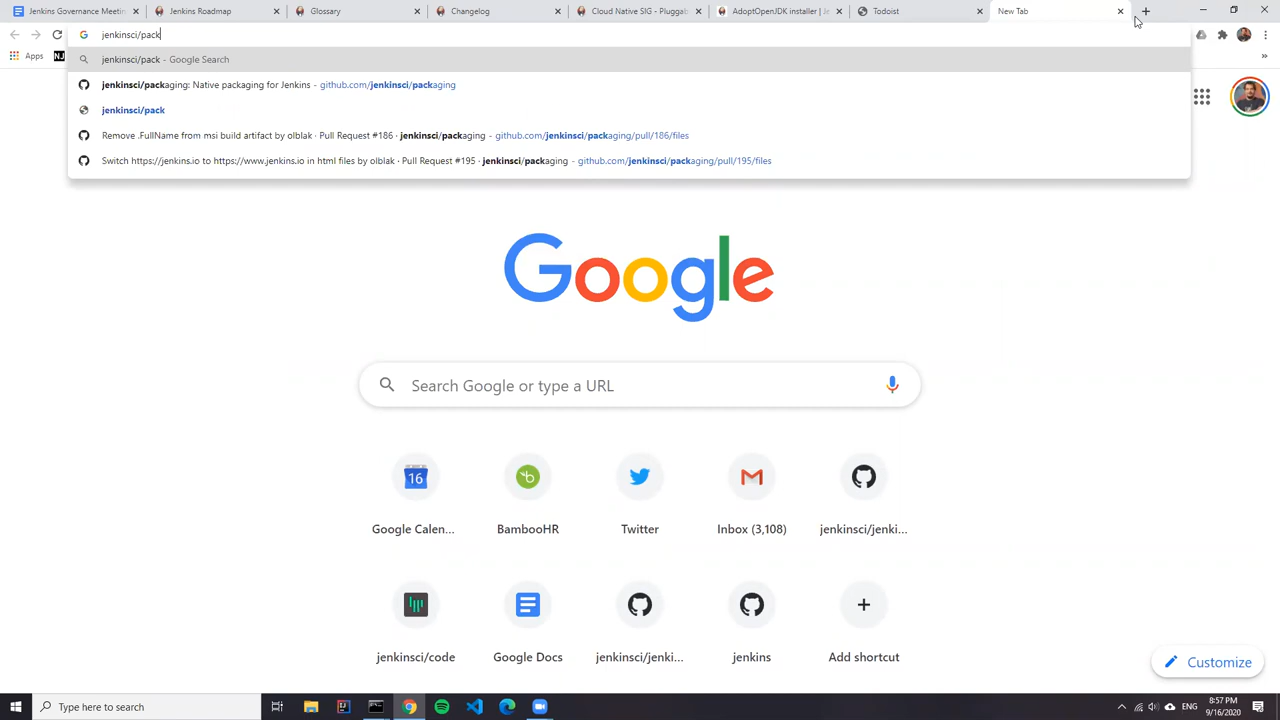 Jenkins Governance Meetin
Jenkins Roadmap
Glossary
Changelog
Cloud Native SIG - Pluggab
AdoptOpenJDK installer | Je
Todoist
New Tab
jenkinsci/pack
Apps
NJ
jenkinsci/pack - Google Search
jenkinsci/packaging: Native packaging for Jenkins - github.com/jenkinsci/packaging
jenkinsci/pack
Remove .FullName from msi build artifact by olblak · Pull Request #186 · jenkinsci/packaging - github.com/jenkinsci/packaging/pull/186/files
Switch https://jenkins.io to https://www.jenkins.io in html files by olblak · Pull Request #195 · jenkinsci/packaging - github.com/jenkinsci/packaging/pull/195/files
Google
Search Google or type a URL
16
Google Calen...
BambooHR
Twitter
Inbox (3,108)
jenkinsci/jenki...
jenkinsci/code
Google Docs
jenkinsci/jenki...
jenkins
Add shortcut
Customize
Type here to search
8:57 PM
9/16/2020